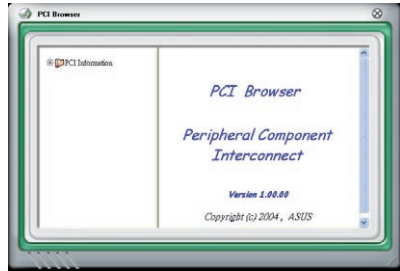 PCI Browser
PCI Information
PCI Browser
Peripheral Component
Interconnect
Version 1.00.00
Copyright (c) 2004, ASUS